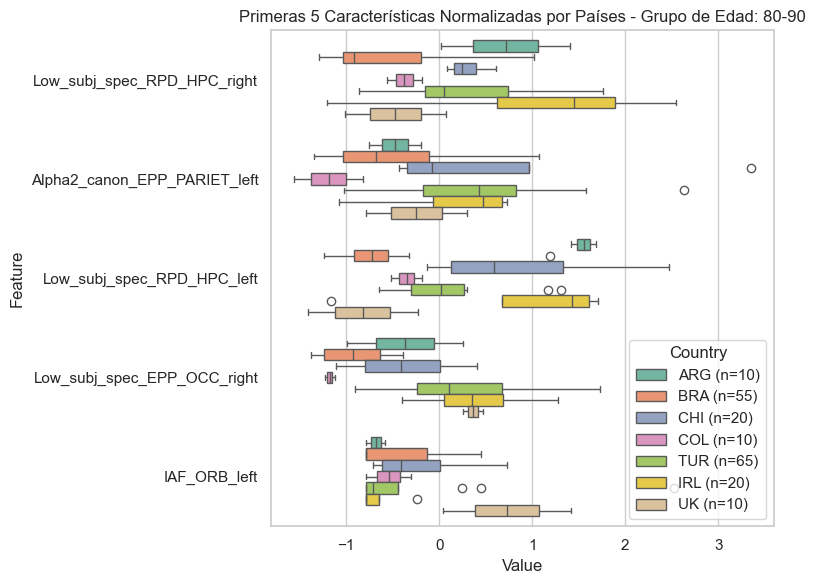 Primeras 5 Características Normalizadas por Países - Grupo de Edad: 80-90
Feature
Low_subj_spec_RPD_HPC_right
Alpha2_canon_EPP_PARIET_left
Low_subj_spec_RPD_HPC_left
Low_subj_spec_EPP_OCC_right
IAF_ORB_left
Country
ARG (n=10)
BRA (n=55)
CHI (n=20)
COL (n=10)
TUR (n=65)
IRL (n=20)
UK (n=10)
−1 0 1 2 3
Value